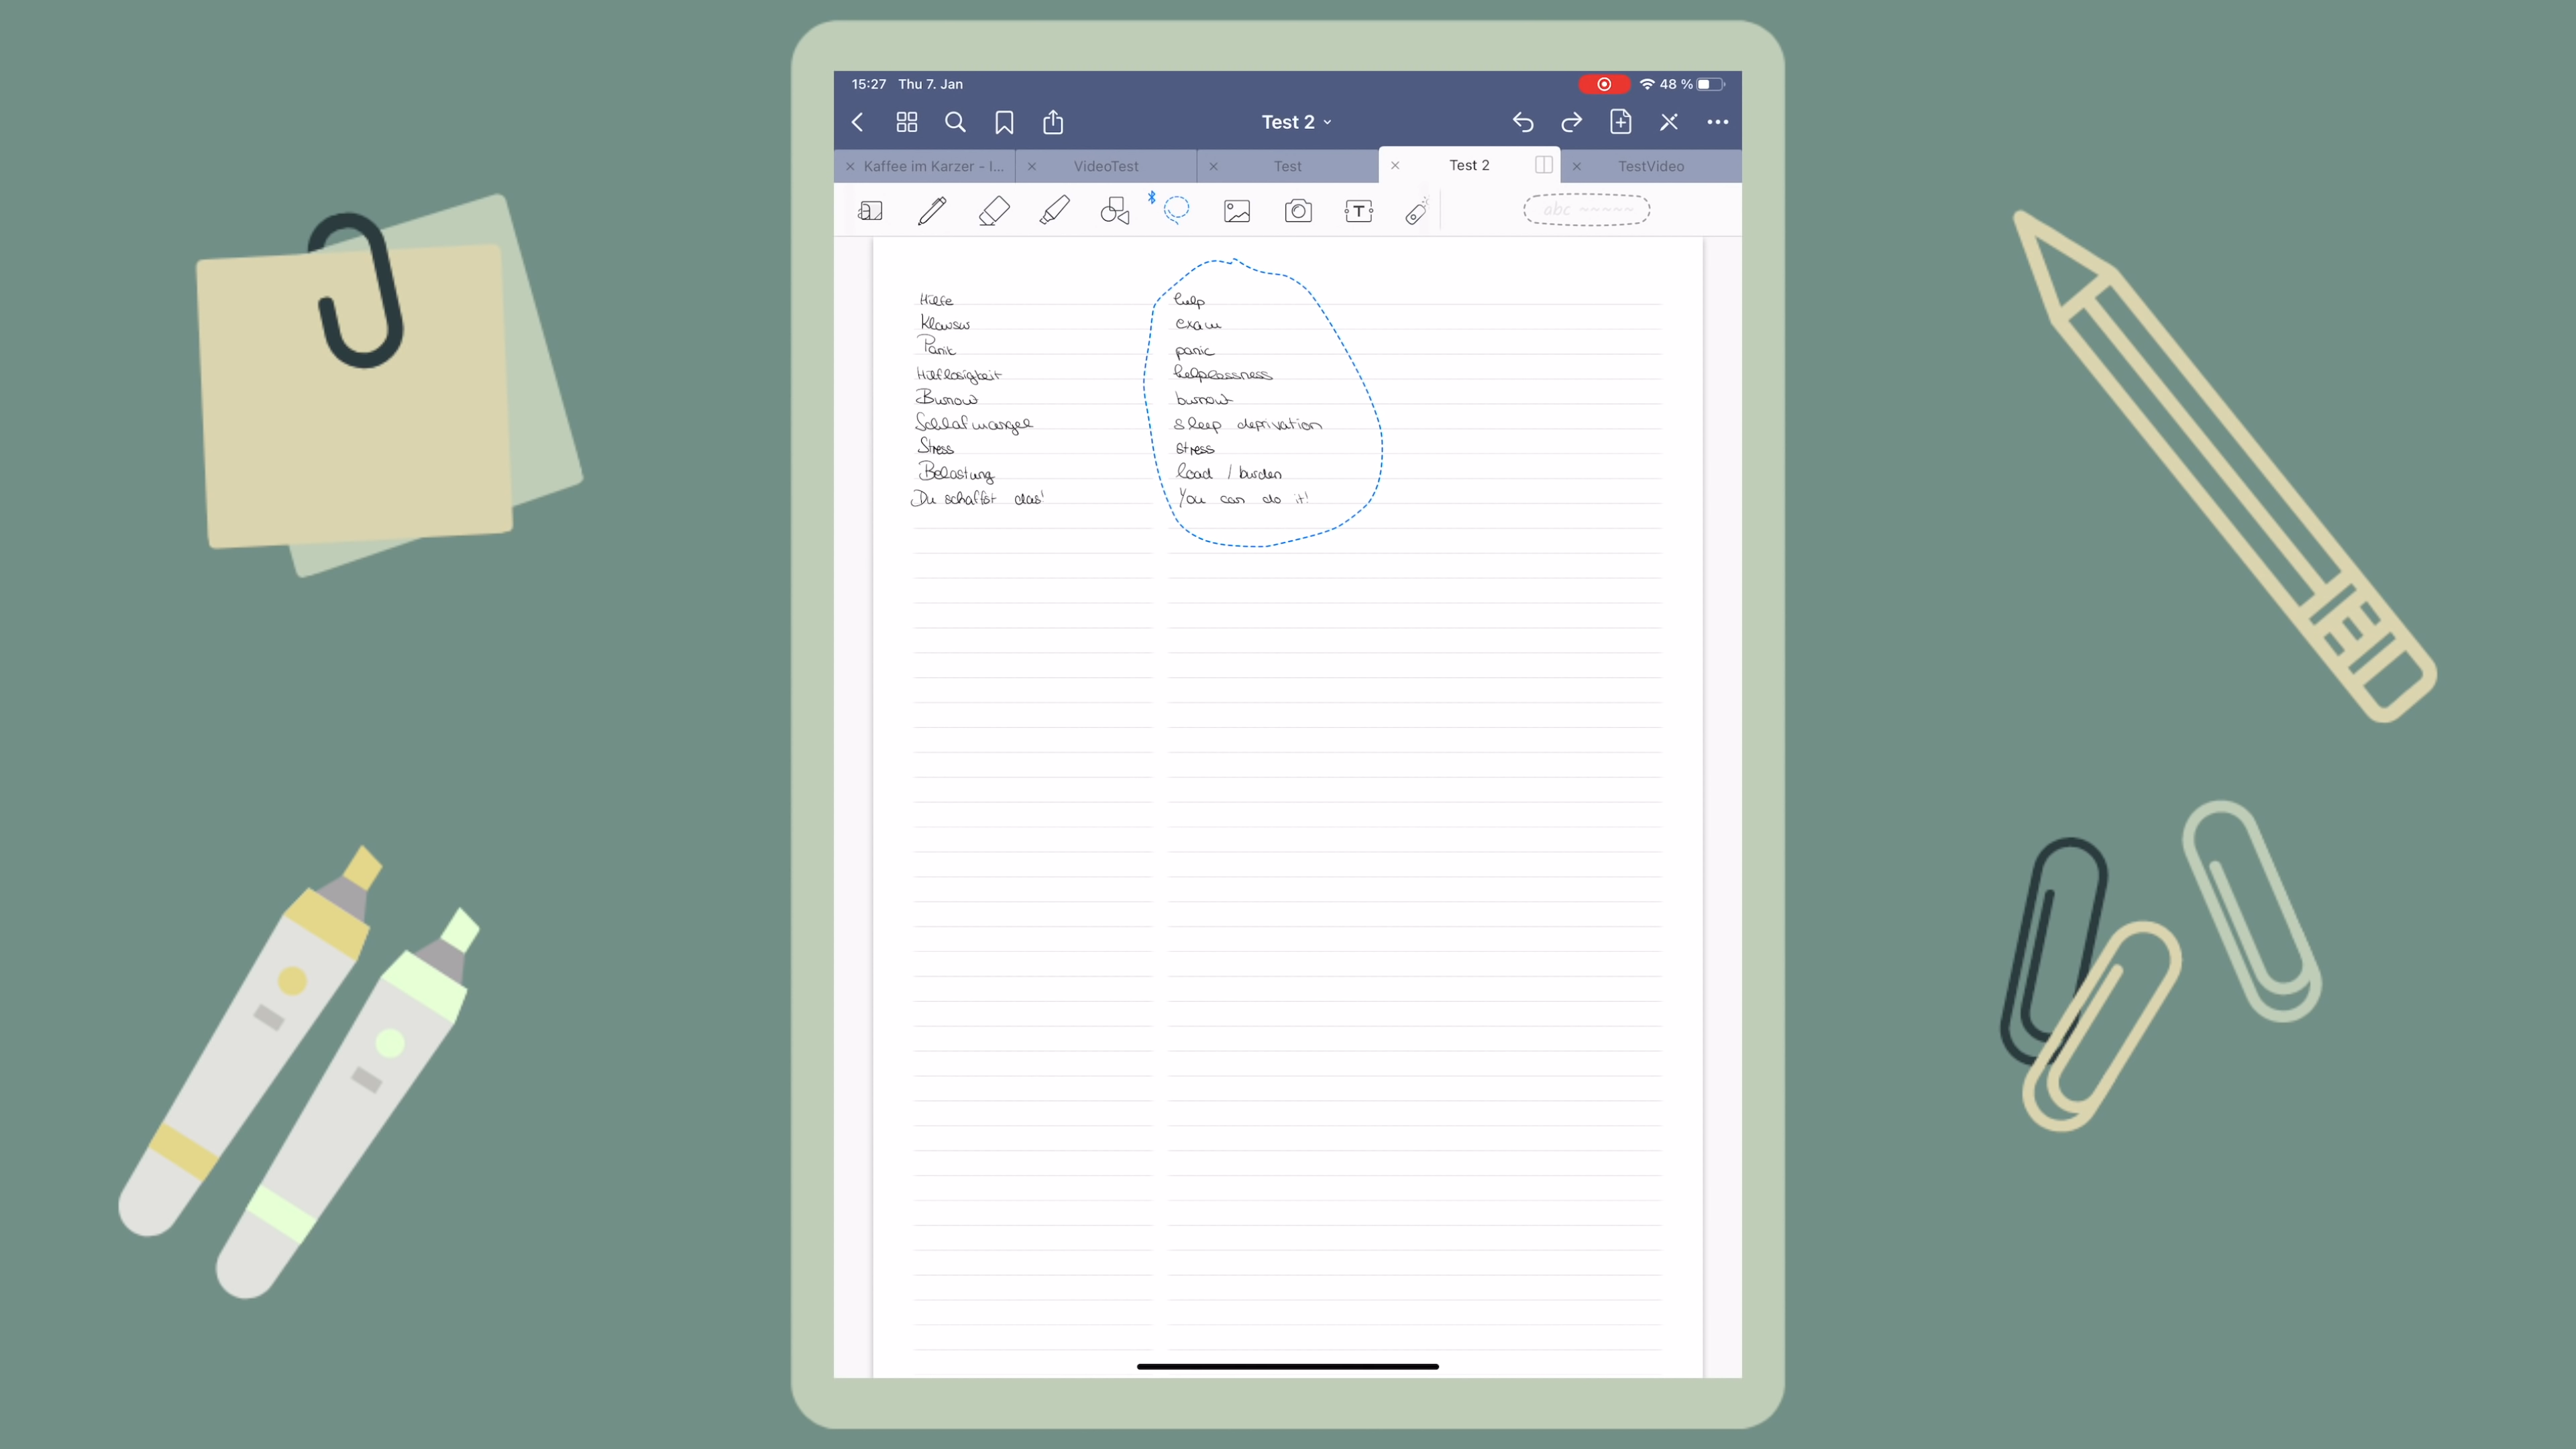 15:27 Thu 7. Jan 48 %
Test 2
Kaffee im Karzer - I... VideoTest Test Test 2 TestVideo
T abc
Hilfe help
Klausur exam
Panik panic
Hilflosigkeit helplessness
Burnout burnout
Schlafmangel sleep deprivation
Stress stress
Belastung load / burden
Du schaffst das! You can do it!